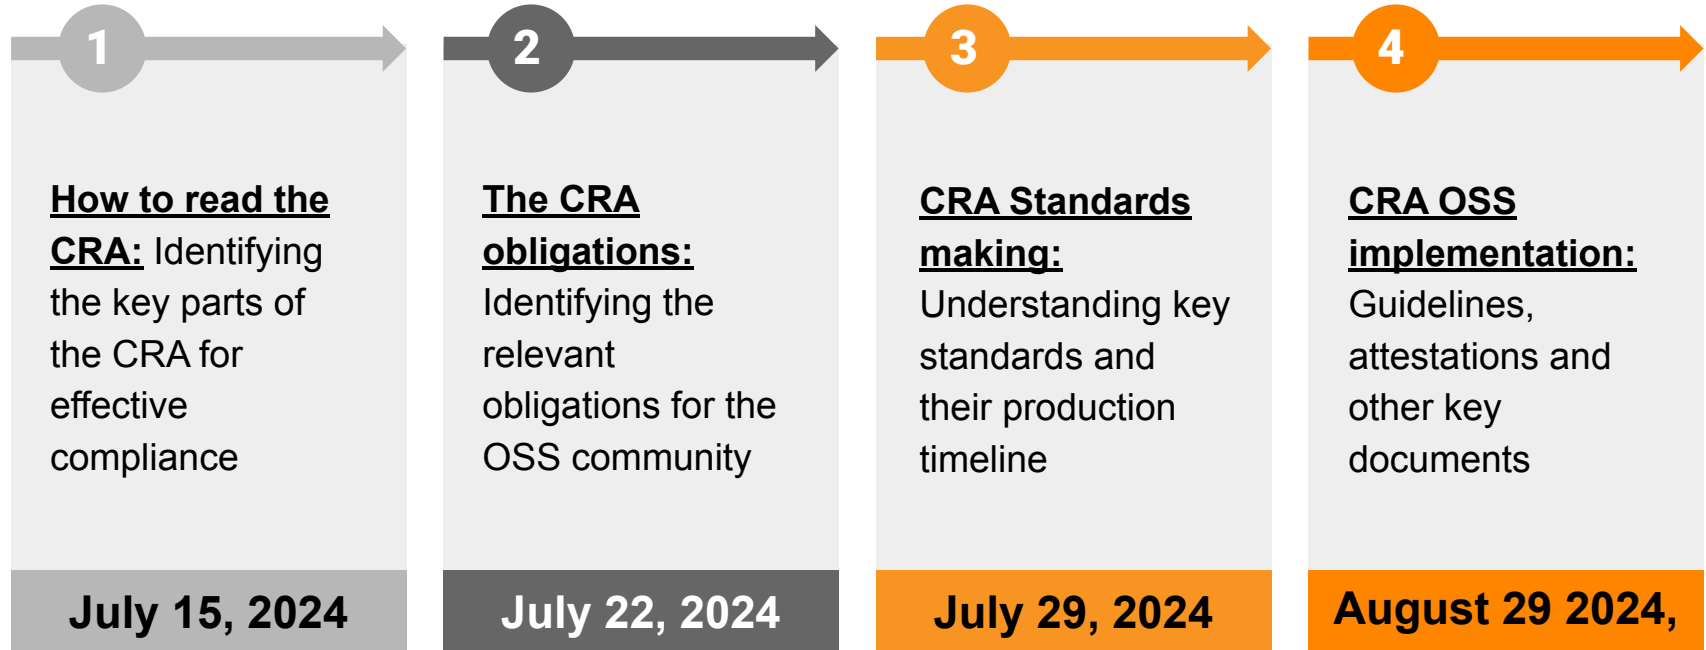 1
How to read the
CRA: Identifying
the key parts of
the CRA for
effective
compliance
July 15, 2024
2
The CRA
obligations:
Identifying the
relevant
obligations for the
OSS community
July 22, 2024
3
CRA Standards
making:
Understanding key
standards and
their production
timeline
July 29, 2024
4
CRA OSS
implementation:
Guidelines,
attestations and
other key
documents
August 29 2024,